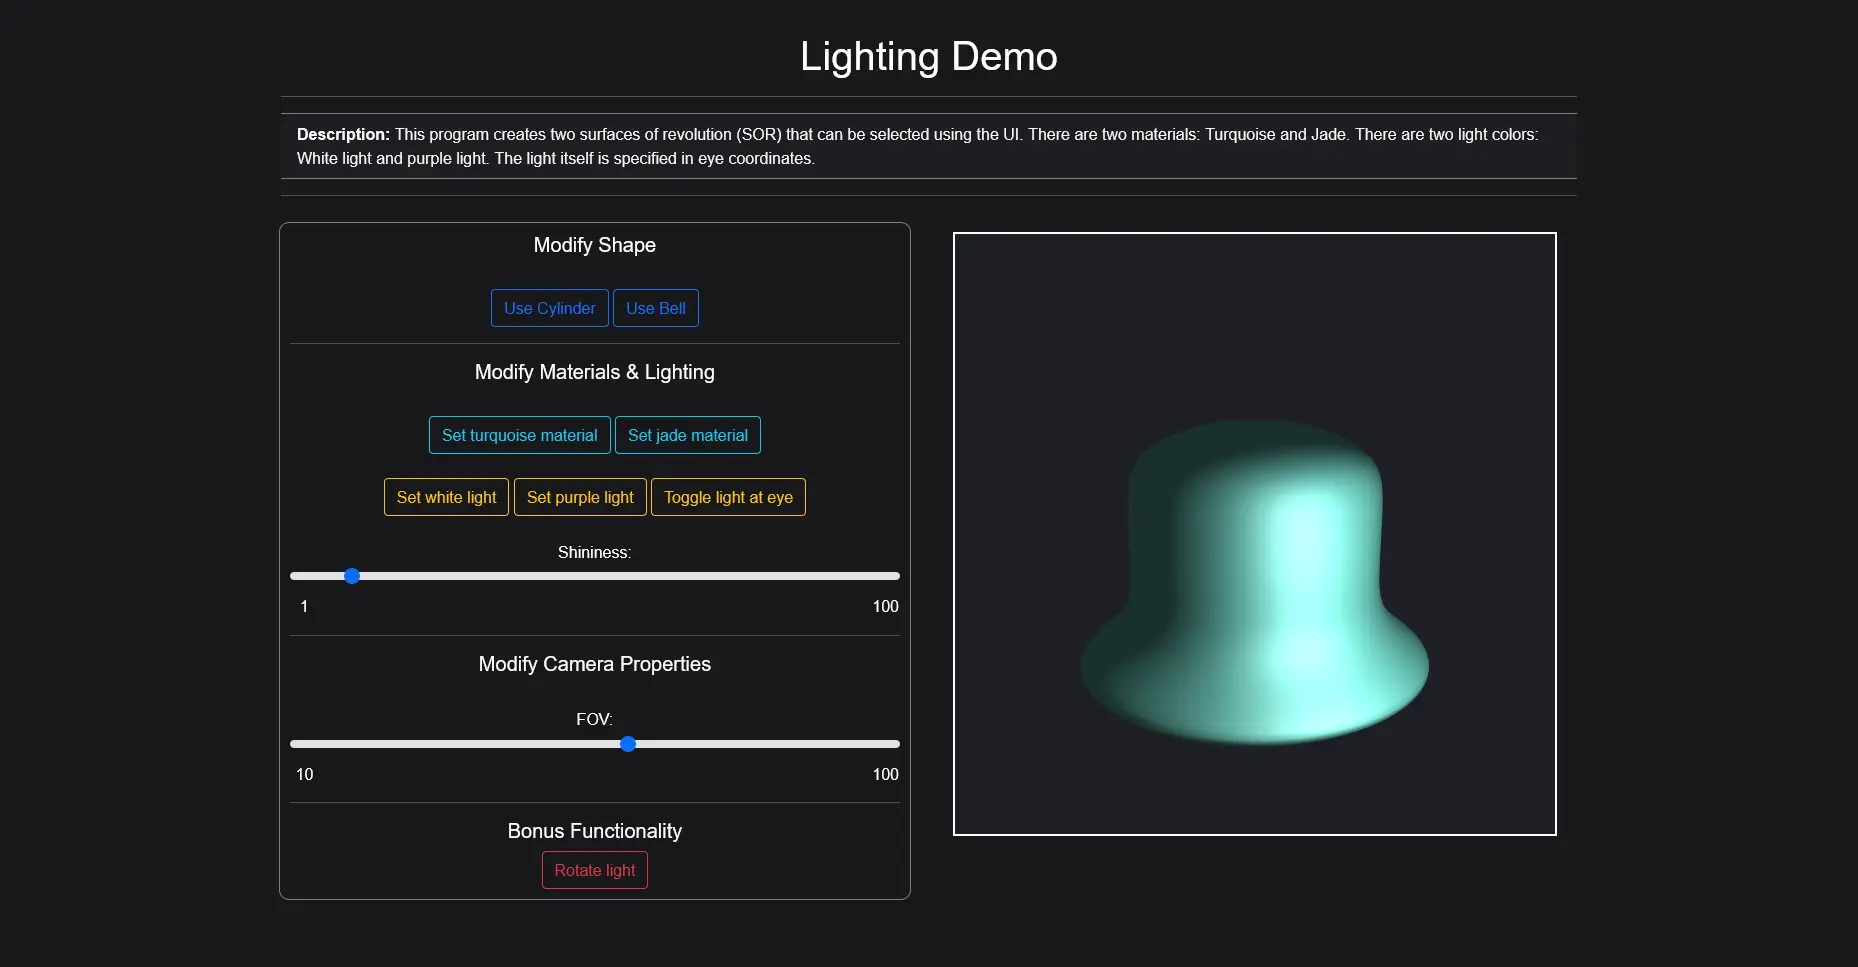 Lighting Demo
Description: This program creates two surfaces of revolution (SOR) that can be selected using the UI. There are two materials: Turquoise and Jade. There are two light colors:
White light and purple light. The light itself is specified in eye coordinates.
Modify Shape
Use Cylinder Use Bell
Modify Materials & Lighting
Set turquoise material Set jade material
Set white light Set purple light Toggle light at eye
Shininess:
1 100
Modify Camera Properties
FOV:
10 100
Bonus Functionality
Rotate light